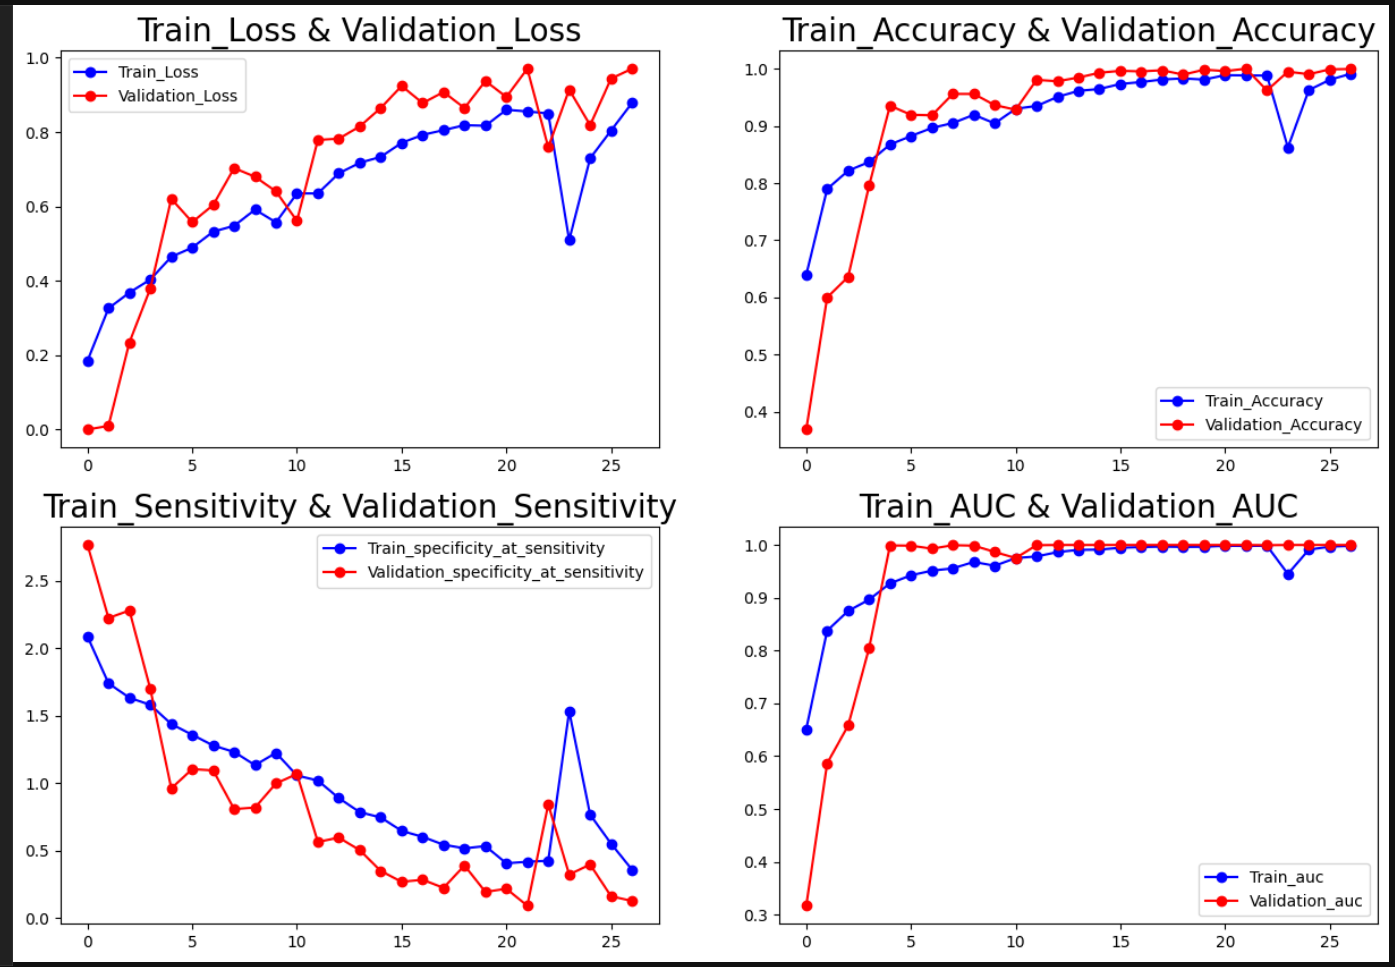 Train_Loss & Validation_Loss
Train_Loss
Validation_Loss
1.0
0.8
0.6
0.4
0.2
0.0
0 5 10 15 20 25
Train_Accuracy & Validation_Accuracy
1.0
0.9
0.8
0.7
0.6
0.5
0.4
Train_Accuracy
Validation_Accuracy
0 5 10 15 20 25
Train_Sensitivity & Validation_Sensitivity
Train_specificity_at_sensitivity
Validation_specificity_at_sensitivity
2.5
2.0
1.5
1.0
0.5
0.0
0 5 10 15 20 25
Train_AUC & Validation_AUC
1.0
0.9
0.8
0.7
0.6
0.5
0.4
0.3
Train_auc
Validation_auc
0 5 10 15 20 25